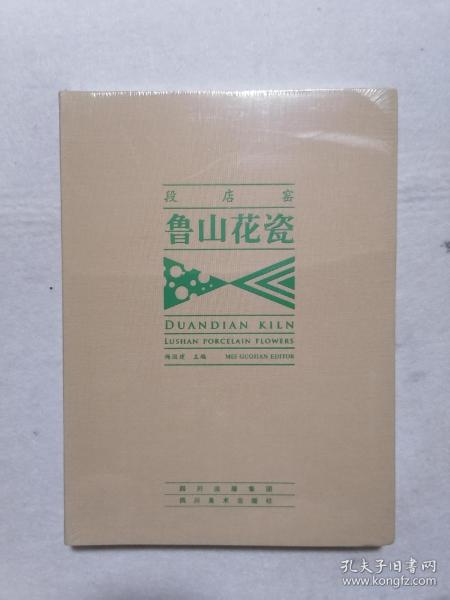 段店窑
鲁山花瓷
DUANDIAN KILN
LUSHAN PORCELAIN FLOWERS
梅国建 主编 MEI GUOJIAN EDITOR
四川出版集团
四川美术出版社
孔夫子旧书网
www.kongfz.com